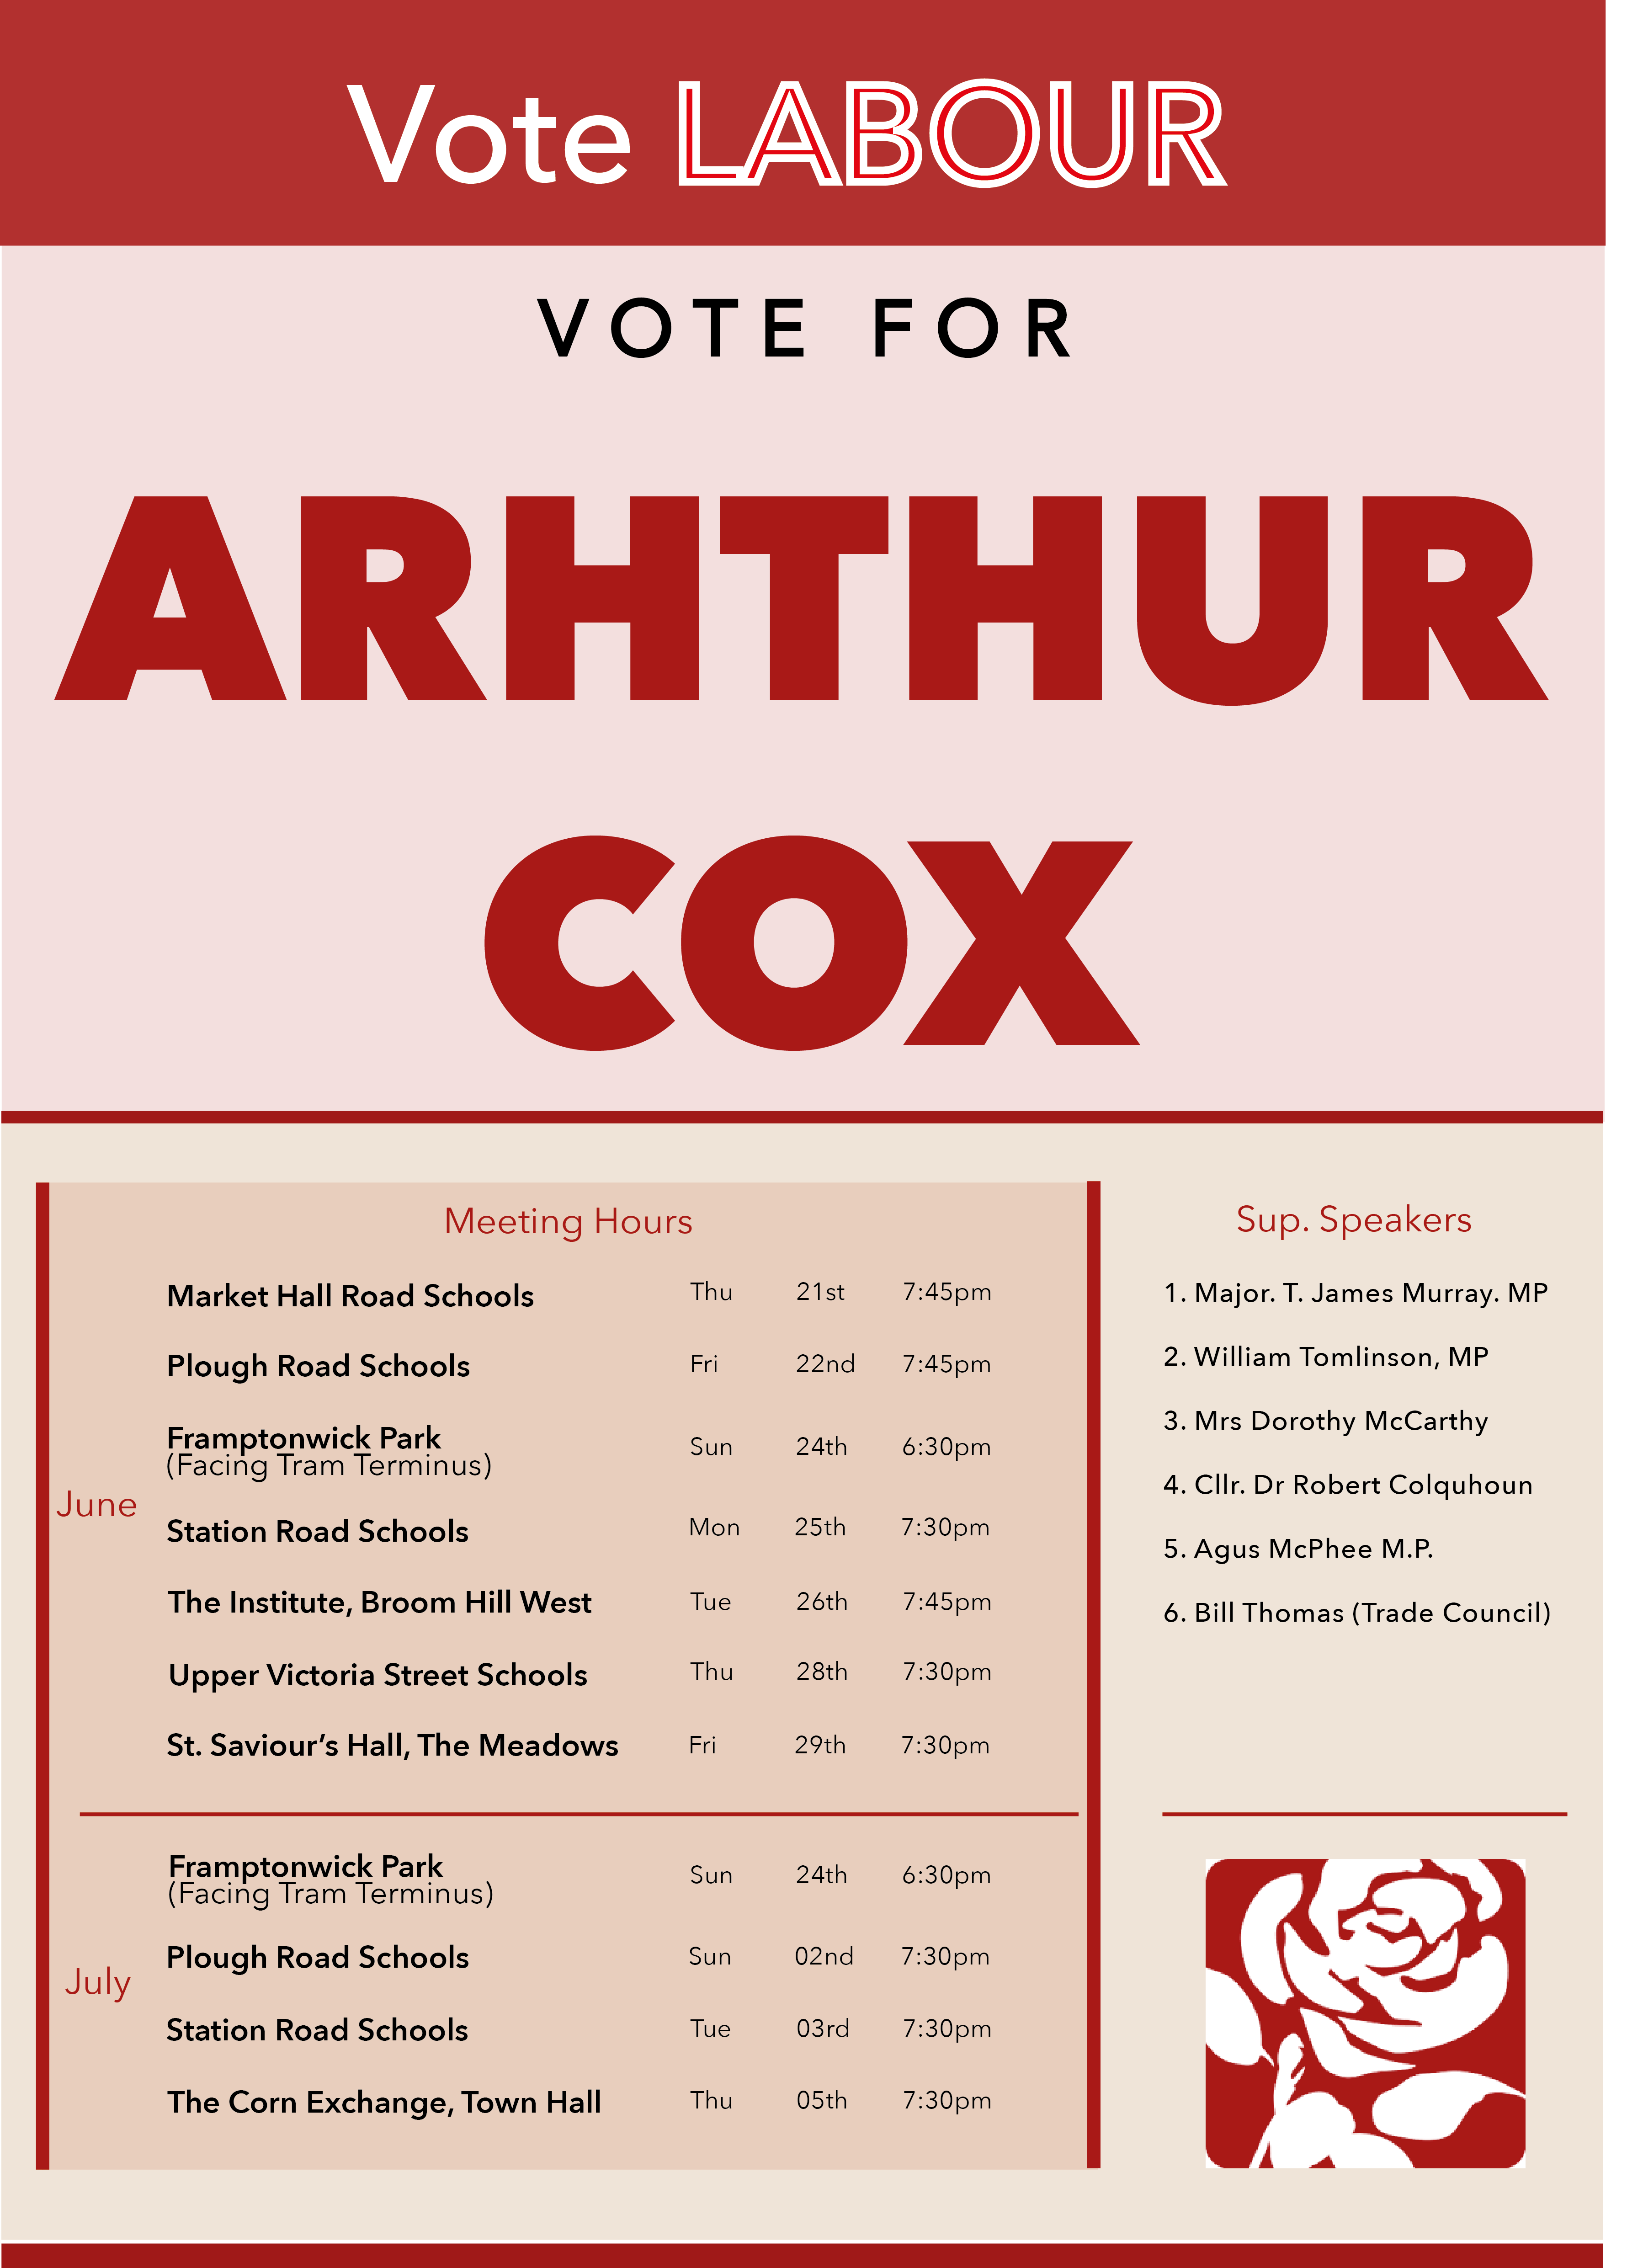 Vote LABOUR
VOTE FOR
ARHTHUR
COX
Meeting Hours
June
Market Hall Road Schools Thu 21st 7:45pm
Plough Road Schools Fri 22nd 7:45pm
Framptonwick Park Sun 24th 6:30pm
(Facing Tram Terminus)
Station Road Schools Mon 25th 7:30pm
The Institute, Broom Hill West Tue 26th 7:45pm
Upper Victoria Street Schools Thu 28th 7:30pm
St. Saviour’s Hall, The Meadows Fri 29th 7:30pm
July
Framptonwick Park Sun 24th 6:30pm
(Facing Tram Terminus)
Plough Road Schools Sun 02nd 7:30pm
Station Road Schools Tue 03rd 7:30pm
The Corn Exchange, Town Hall Thu 05th 7:30pm
Sup. Speakers
1. Major. T. James Murray. MP
2. William Tomlinson, MP
3. Mrs Dorothy McCarthy
4. Cllr. Dr Robert Colquhoun
5. Agus McPhee M.P.
6. Bill Thomas (Trade Council)